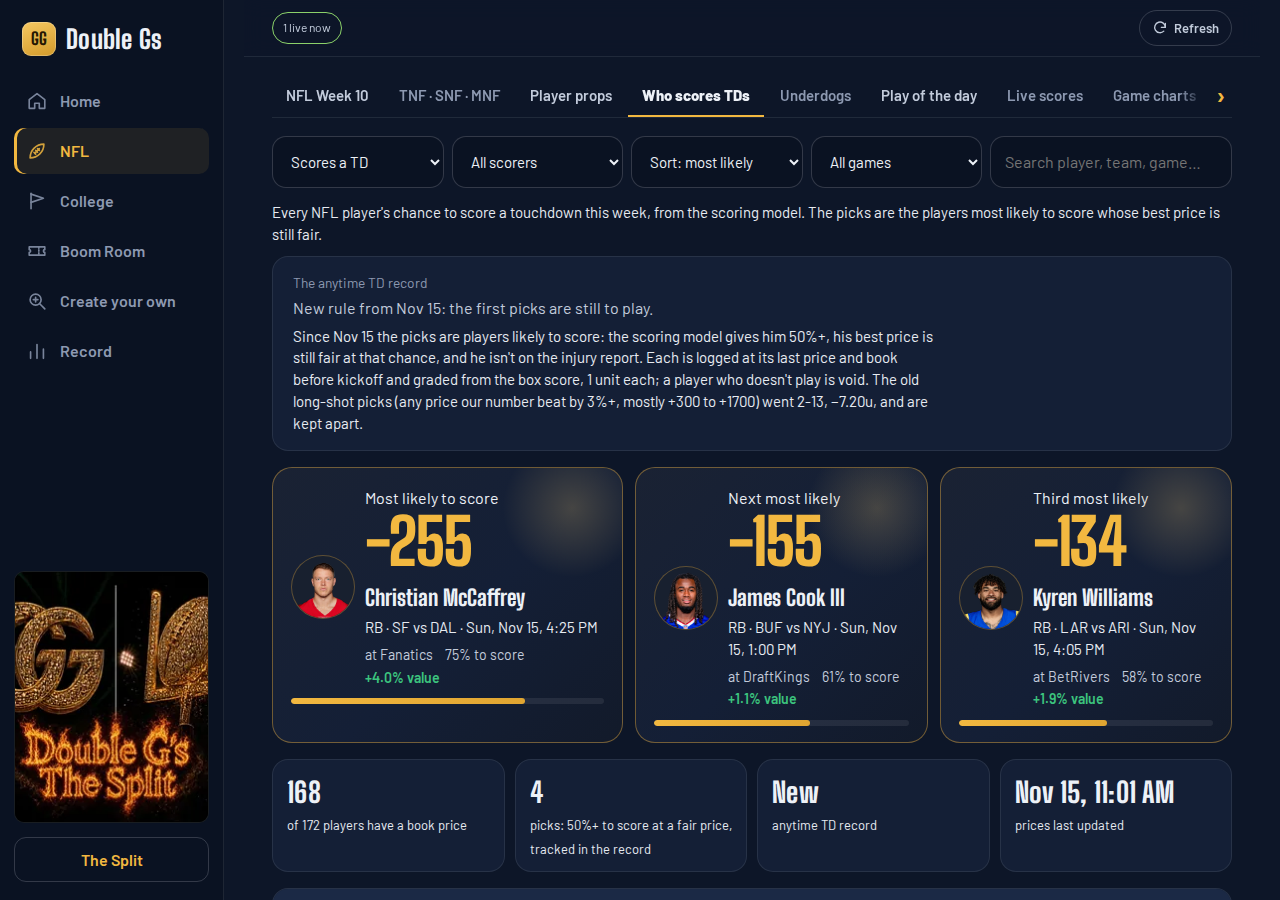 GG Double Gs
Home
NFL
College
Boom Room
Create your own
Record
Double G's
The Split
The Split
1 live now
Refresh
NFL Week 10 TNF · SNF · MNF Player props Who scores TDs Underdogs Play of the day Live scores Game charts ›
Scores a TD All scorers Sort: most likely All games Search player, team, game...
Every NFL player's chance to score a touchdown this week, from the scoring model. The picks are the players most likely to score whose best price is
still fair.
The anytime TD record
New rule from Nov 15: the first picks are still to play.
Since Nov 15 the picks are players likely to score: the scoring model gives him 50%+, his best price is
still fair at that chance, and he isn't on the injury report. Each is logged at its last price and book
before kickoff and graded from the box score, 1 unit each; a player who doesn't play is void. The old
long-shot picks (any price our number beat by 3%+, mostly +300 to +1700) went 2-13, −7.20u, and are
kept apart.
Most likely to score
−255
Christian McCaffrey
RB · SF vs DAL · Sun, Nov 15, 4:25 PM
at Fanatics 75% to score
+4.0% value
Next most likely
−155
James Cook III
RB · BUF vs NYJ · Sun, Nov
15, 1:00 PM
at DraftKings 61% to score
+1.1% value
Third most likely
−134
Kyren Williams
RB · LAR vs ARI · Sun, Nov
15, 4:05 PM
at BetRivers 58% to score
+1.9% value
168
of 172 players have a book price
4
picks: 50%+ to score at a fair price,
tracked in the record
New
anytime TD record
Nov 15, 11:01 AM
prices last updated